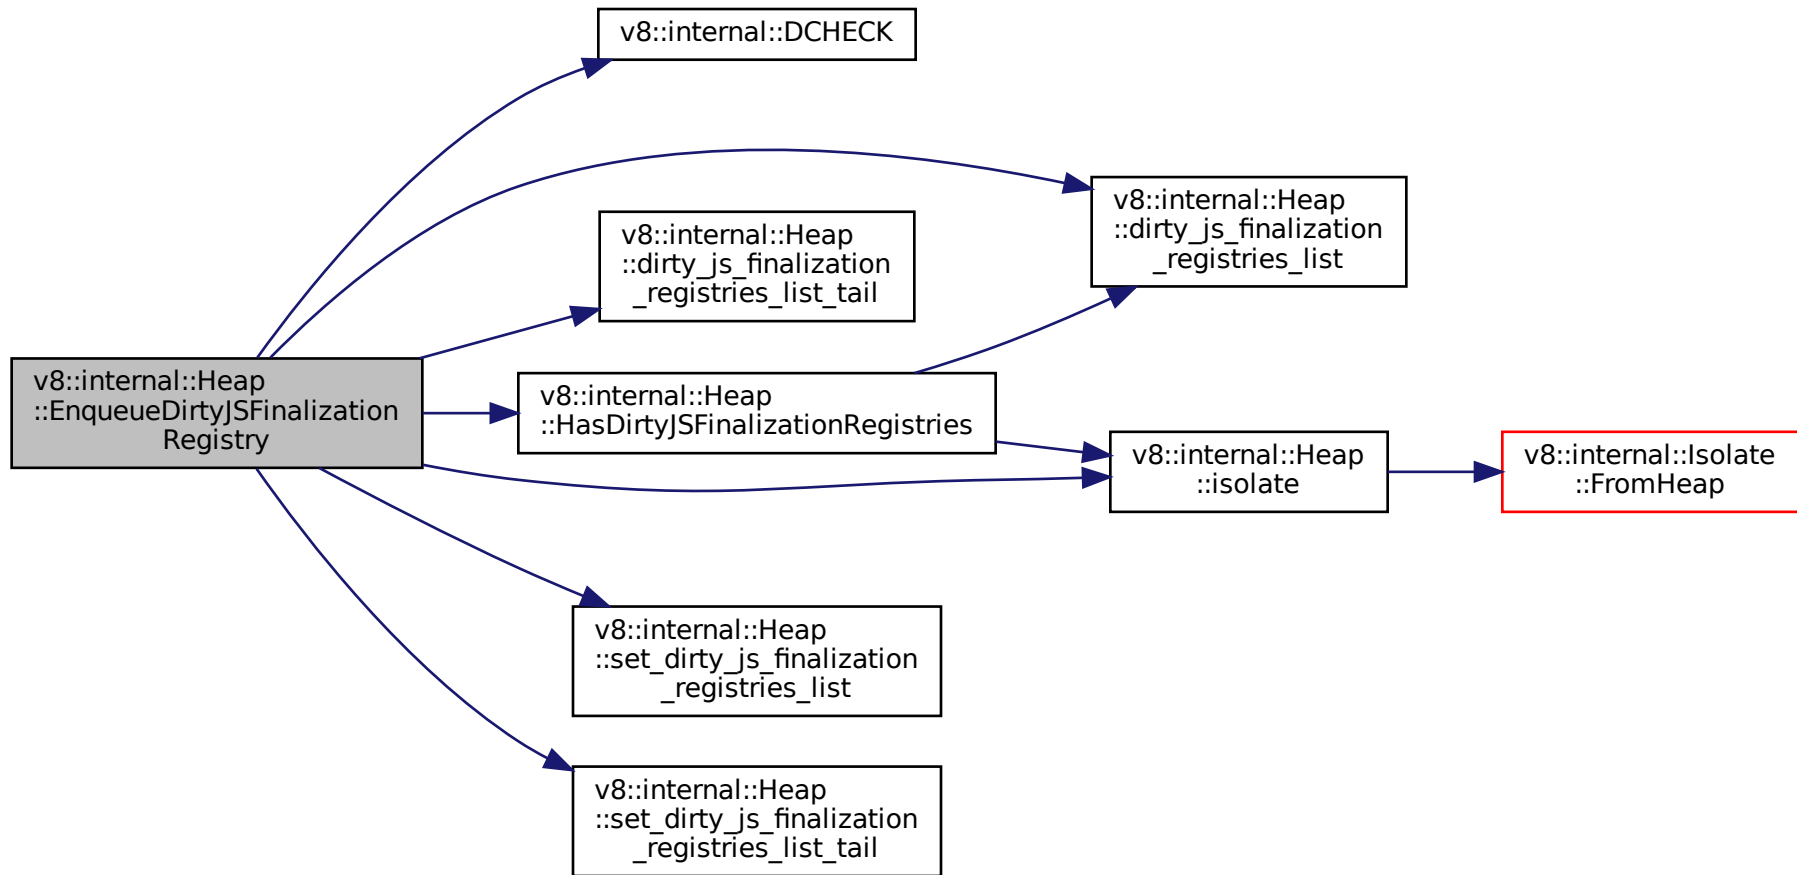 v8::internal::DCHECK
v8::internal::Heap
::dirty_js_finalization
_registries_list
v8::internal::Heap
::dirty_js_finalization
_registries_list_tail
v8::internal::Heap
::EnqueueDirtyJSFinalization
Registry
v8::internal::Heap
::HasDirtyJSFinalizationRegistries
v8::internal::Heap
::isolate
v8::internal::Isolate
::FromHeap
v8::internal::Heap
::set_dirty_js_finalization
_registries_list
v8::internal::Heap
::set_dirty_js_finalization
_registries_list_tail